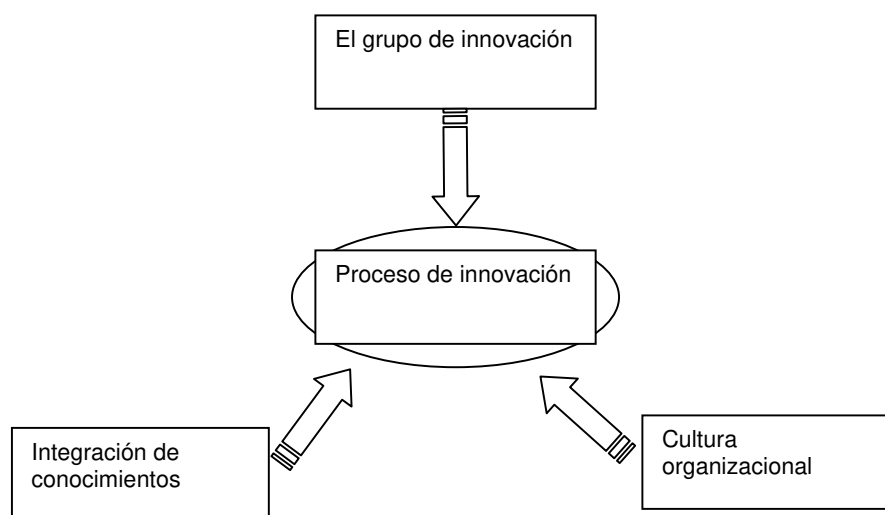 El grupo de innovación
Proceso de innovación
Integración de
conocimientos
Cultura
organizacional